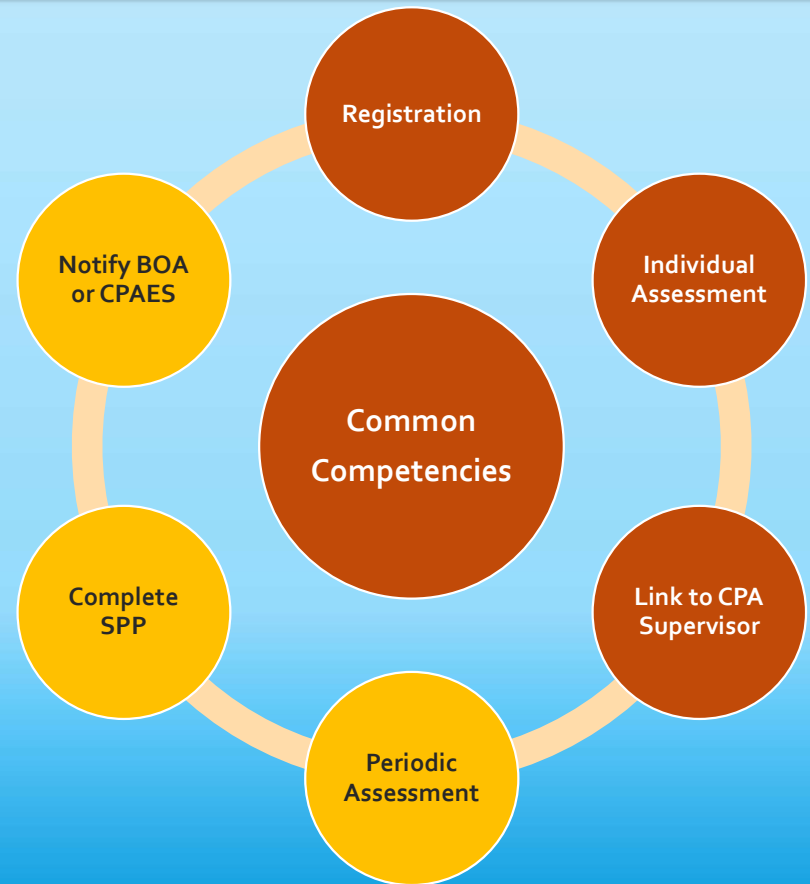 Registration
Individual
Assessment
Link to CPA
Supervisor
Periodic
Assessment
Complete
SPP
Notify BOA
or CPAES
Common
Competencies